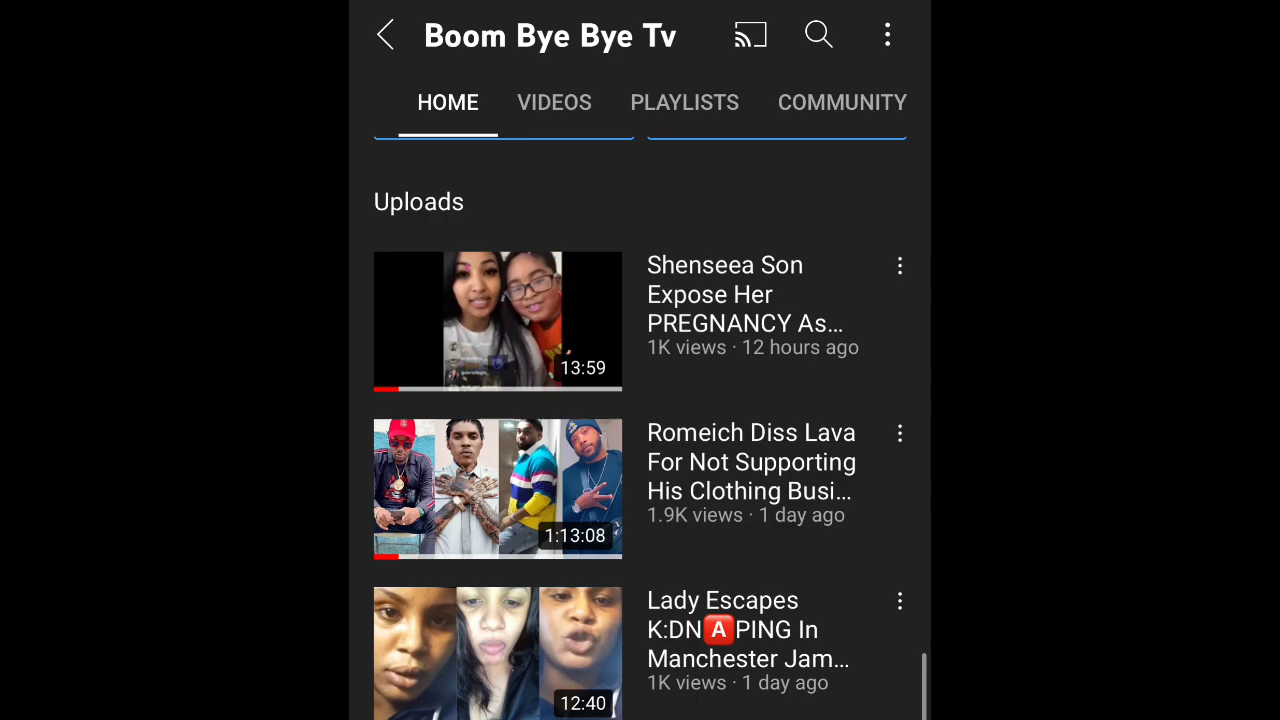 Boom Bye Bye Tv
HOME VIDEOS PLAYLISTS COMMUNITY
Uploads
Shenseea Son
Expose Her
PREGNANCY As...
1K views · 12 hours ago
13:59
Romeich Diss Lava
For Not Supporting
His Clothing Busi...
1.9K views · 1 day ago
1:13:08
Lady Escapes
K:DN🅰PING In
Manchester Jam...
1K views · 1 day ago
12:40